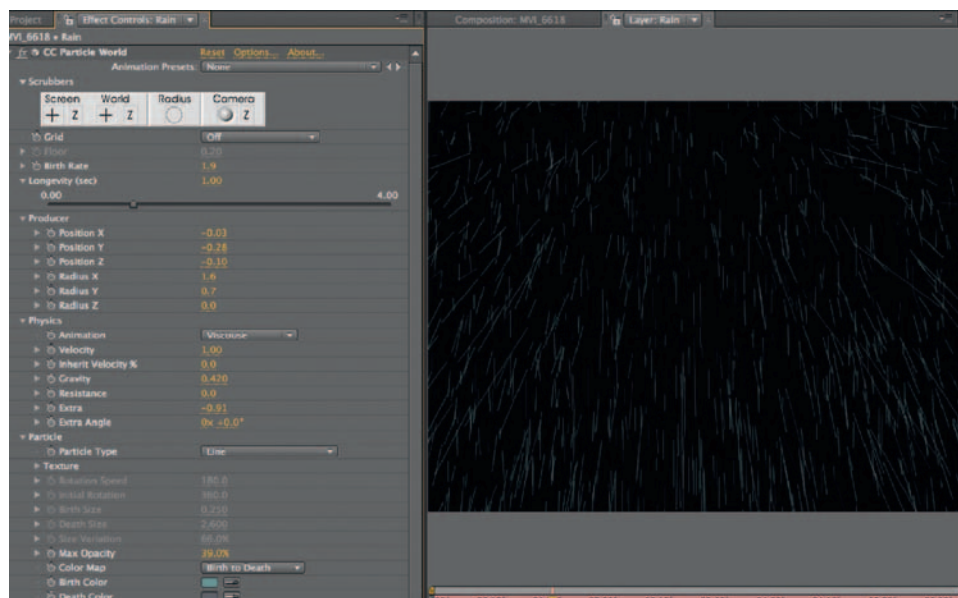 Project Effect Controls: Rain Composition: MVI_6618 Layer: Rain
MVI_6618 • Rain
fx CC Particle World Reset Options... About...
Animation Presets None
Scrubbers
Screen World Radius Camera
Z Z Z
Grid Off
Floor 0.20
Birth Rate 1.9
Longevity (sec) 1.00
0.00 4.00
Producer
Position X -0.03
Position Y -0.28
Position Z -0.10
Radius X 1.6
Radius Y 0.7
Radius Z 0.0
Physics
Animation Viscouse
Velocity 1.00
Inherit Velocity % 0.0
Gravity 0.420
Resistance 0.0
Extra -0.91
Extra Angle 0x +0.0°
Particle
Particle Type Line
Texture
Rotation Speed 180.0
Initial Rotation 360.0
Birth Size 0.250
Death Size 2.600
Size Variation 66.0%
Max Opacity 39.0%
Color Map Birth to Death
Birth Color
Death Color